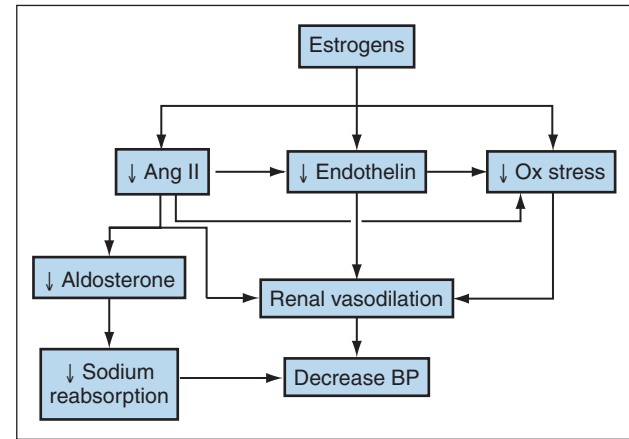 Estrogens
↓ Ang II
↓ Endothelin
↓ Ox stress
↓ Aldosterone
Renal vasodilation
↓ Sodium
reabsorption
Decrease BP